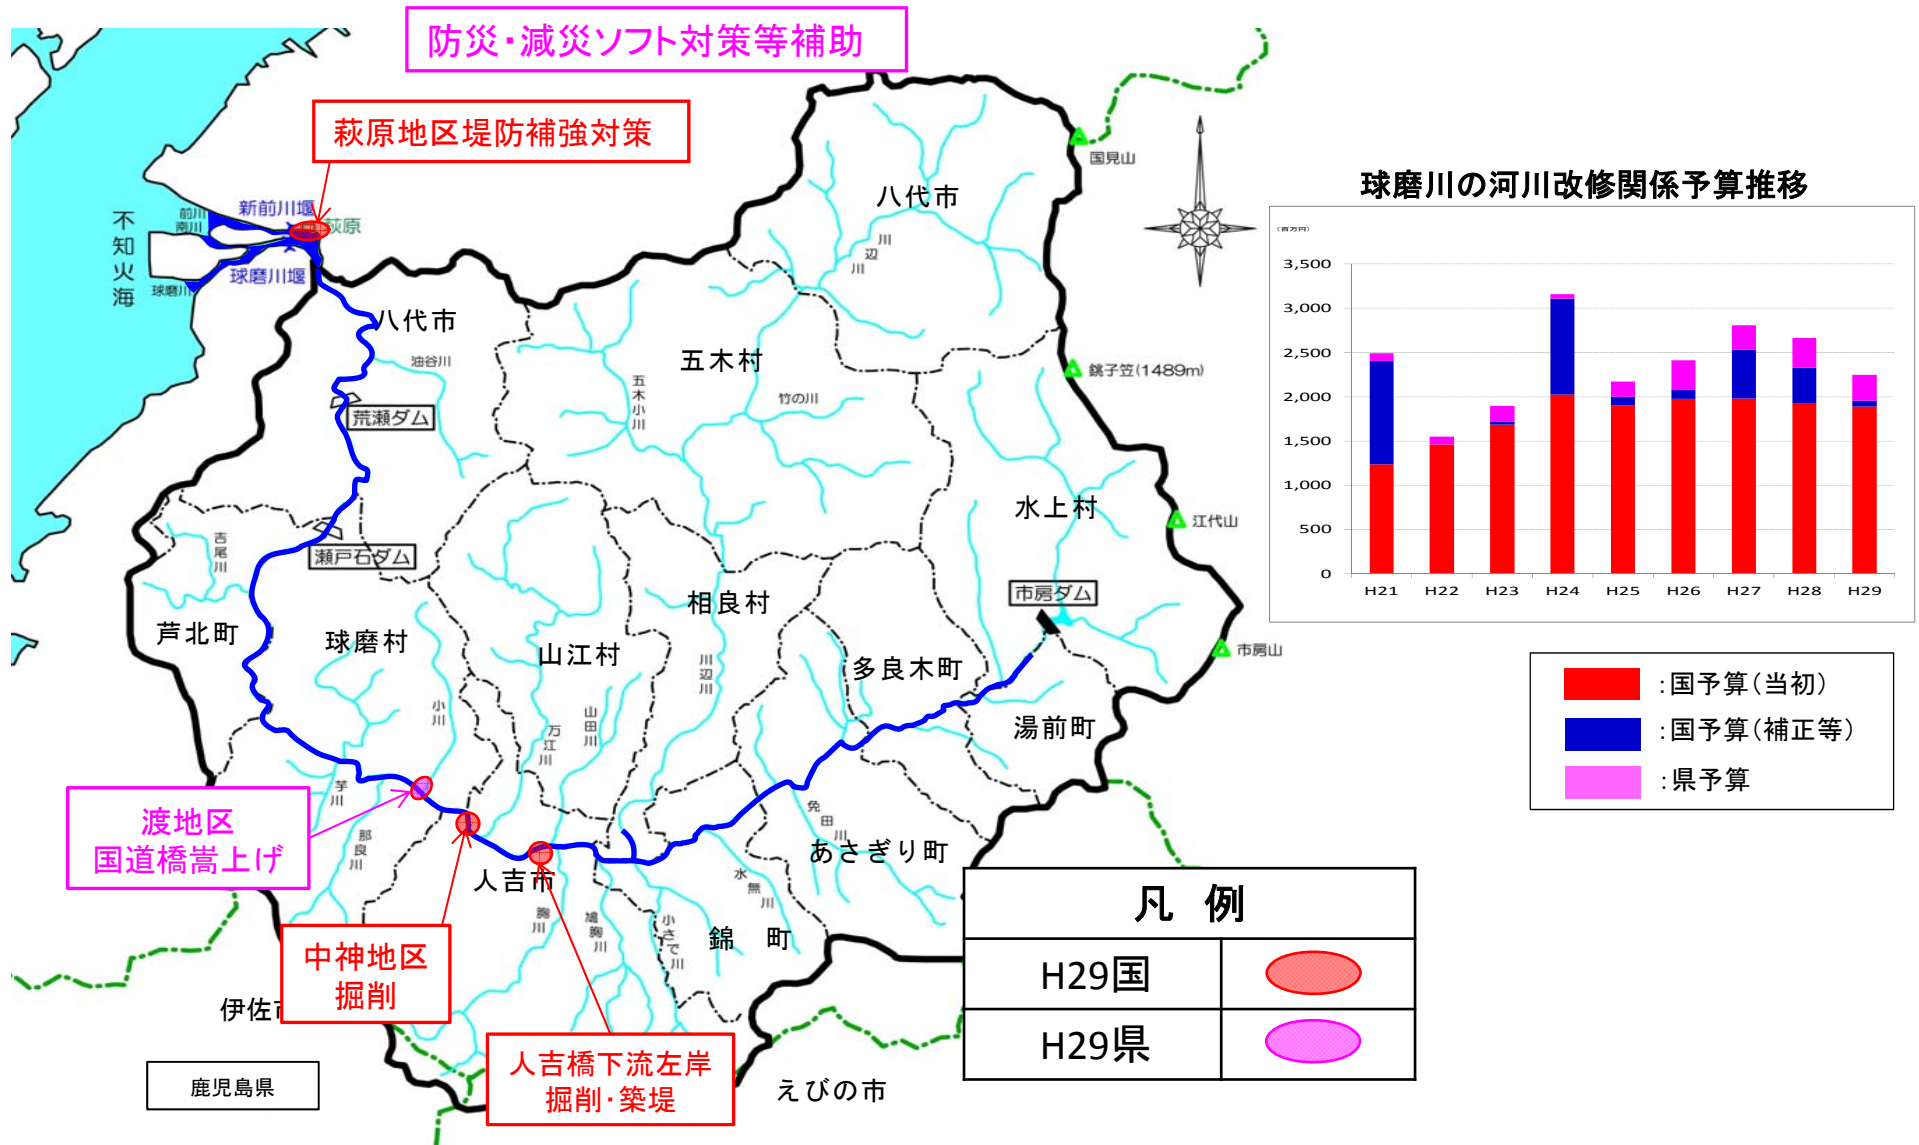 防災・減災ソフト対策等補助
萩原地区堤防補強対策
国見山
八代市
川辺川
新前川堰
前川
南川
萩原
不知火海
球磨川堰
球磨川
八代市
油谷川
五木村
銚子笠(1489m)
五木小川
竹の川
荒瀬ダム
水上村
江代山
吉尾川
瀬戸石ダム
相良村
市房ダム
芦北町
球磨村
山江村
川辺川
多良木町
市房山
小川
万江川
山田川
湯前町
芋川
那良川
免田川
あさぎり町
渡地区
国道橋嵩上げ
人吉市
水無川
胸川
鳩胸川
小さで川
錦 町
中神地区
掘削
伊佐市
人吉橋下流左岸
掘削・築堤
鹿児島県
えびの市
球磨川の河川改修関係予算推移
(百万円)
3,500
3,000
2,500
2,000
1,500
1,000
500
0
H21 H22 H23 H24 H25 H26 H27 H28 H29
:国予算(当初)
:国予算(補正等)
:県予算
凡 例
H29国
H29県